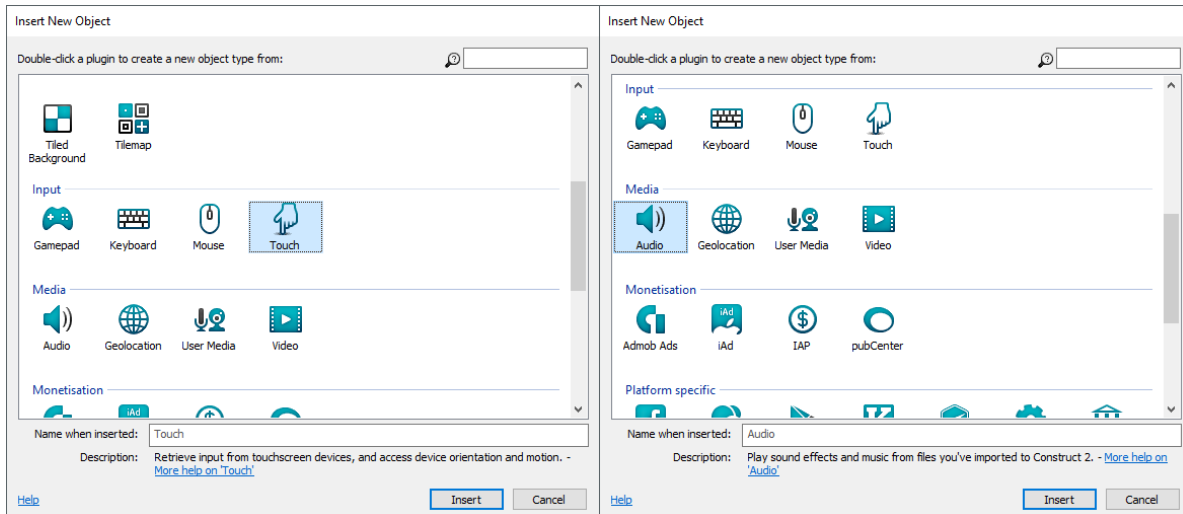 Insert New Object
Double-click a plugin to create a new object type from:
Tiled Background
Tilemap
Input
Gamepad
Keyboard
Mouse
Touch
Media
Audio
Geolocation
User Media
Video
Monetisation
iAd
Name when inserted: Touch
Description: Retrieve input from touchscreen devices, and access device orientation and motion. -
More help on 'Touch'
Help
Insert
Cancel
Insert New Object
Double-click a plugin to create a new object type from:
Input
Gamepad
Keyboard
Mouse
Touch
Media
Audio
Geolocation
User Media
Video
Monetisation
iAd
Admob Ads
iAd
IAP
pubCenter
Platform specific
Name when inserted: Audio
Description: Play sound effects and music from files you've imported to Construct 2. - More help on
'Audio'
Help
Insert
Cancel